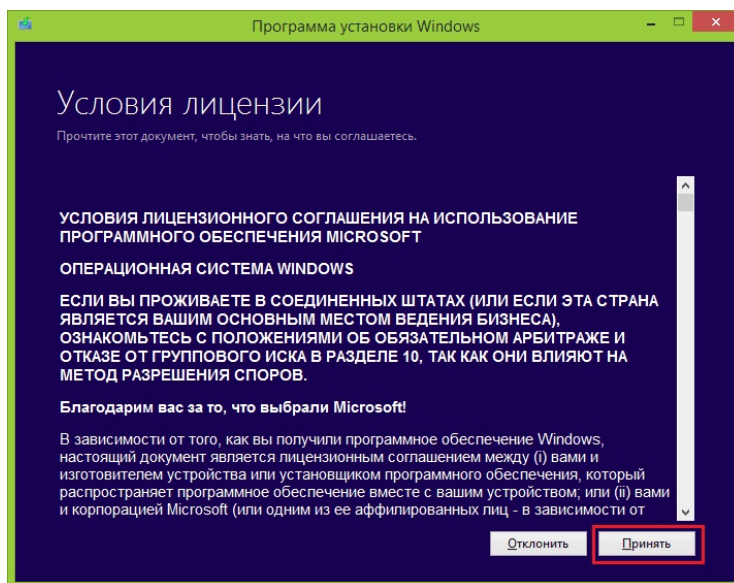 Программа установки Windows
Условия лицензии
Прочтите этот документ, чтобы знать, на что вы соглашаетесь.
УСЛОВИЯ ЛИЦЕНЗИОННОГО СОГЛАШЕНИЯ НА ИСПОЛЬЗОВАНИЕ
ПРОГРАММНОГО ОБЕСПЕЧЕНИЯ MICROSOFT
ОПЕРАЦИОННАЯ СИСТЕМА WINDOWS
ЕСЛИ ВЫ ПРОЖИВАЕТЕ В СОЕДИНЕННЫХ ШТАТАХ (ИЛИ ЕСЛИ ЭТА СТРАНА
ЯВЛЯЕТСЯ ВАШИМ ОСНОВНЫМ МЕСТОМ ВЕДЕНИЯ БИЗНЕСА),
ОЗНАКОМЬТЕСЬ С ПОЛОЖЕНИЯМИ ОБ ОБЯЗАТЕЛЬНОМ АРБИТРАЖЕ И
ОТКАЗЕ ОТ ГРУППОВОГО ИСКА В РАЗДЕЛЕ 10, ТАК КАК ОНИ ВЛИЯЮТ НА
МЕТОД РАЗРЕШЕНИЯ СПОРОВ.
Благодарим вас за то, что выбрали Microsoft!
В зависимости от того, как вы получили программное обеспечение Windows,
настоящий документ является лицензионным соглашением между (i) вами и
изготовителем устройства или установщиком программного обеспечения, который
распространяет программное обеспечение вместе с вашим устройством; или (ii) вами
и корпорацией Microsoft (или одним из ее аффилированных лиц - в зависимости от
Отклонить Принять